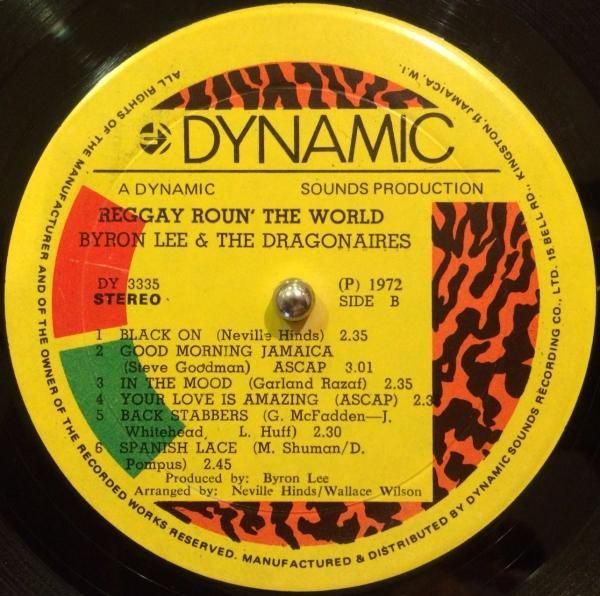 DYNAMIC
A DYNAMIC SOUNDS PRODUCTION
REGGAY ROUN' THE WORLD
BYRON LEE & THE DRAGONAIRES
DY 3335 (P) 1972
STEREO SIDE B
1 BLACK ON (Neville Hinds) 2.35
2 GOOD MORNING JAMAICA
(Steve Goodman) ASCAP 3.01
3 IN THE MOOD (Garland Razaf) 2.35
4 YOUR LOVE IS AMAZING (ASCAP) 2.3
5 BACK STABBERS (G. McFadden—J.
Whitehead, L. Huff) 2.30
6 SPANISH LACE (M. Shuman/D.
Pompus) 2.45
Produced by: Byron Lee
Arranged by: Neville Hinds/Wallace Wilson
ALL RIGHTS OF THE MANUFACTURER AND OF THE OWNER OF THE RECORDED WORKS RESERVED. MANUFACTURED & DISTRIBUTED BY DYNAMIC SOUNDS RECORDING CO., LTD. 15 BELL RD., KINGSTON 11 JAMAICA, W.I.